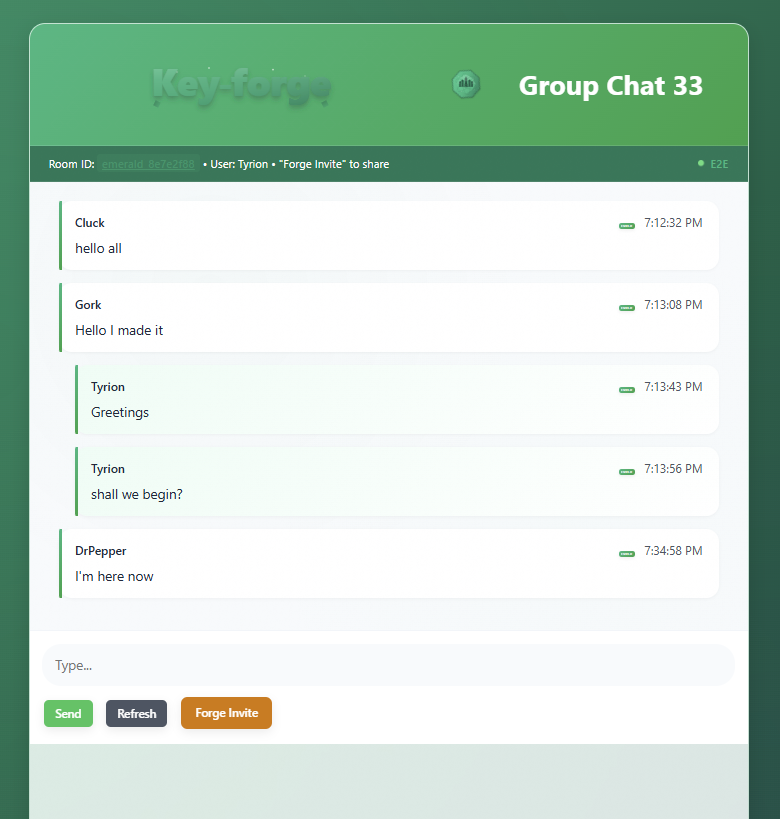 Key-forge
Group Chat 33
Room ID: emerald-8e7e2f88 • User: Tyrion • "Forge Invite" to share
E2E
Cluck
7:12:32 PM
hello all
Gork
7:13:08 PM
Hello I made it
Tyrion
7:13:43 PM
Greetings
Tyrion
7:13:56 PM
shall we begin?
DrPepper
7:34:58 PM
I'm here now
Type...
Send
Refresh
Forge Invite